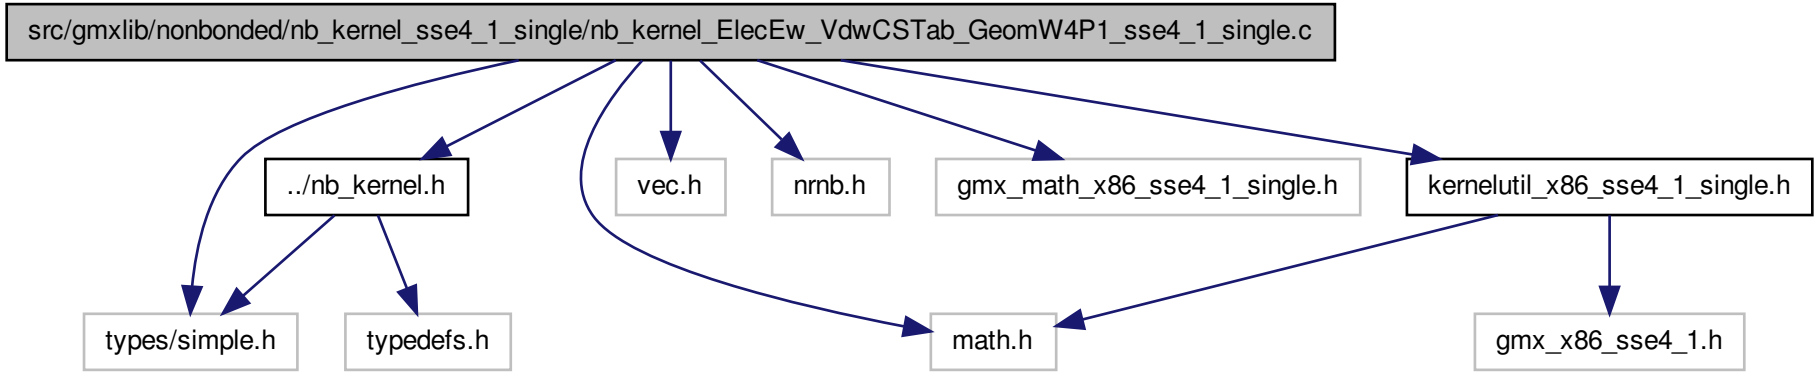 src/gmxlib/nonbonded/nb_kernel_sse4_1_single/nb_kernel_ElecEw_VdwCSTab_GeomW4P1_sse4_1_single.c
../nb_kernel.h
vec.h
nrnb.h
gmx_math_x86_sse4_1_single.h
kernelutil_x86_sse4_1_single.h
types/simple.h
typedefs.h
math.h
gmx_x86_sse4_1.h